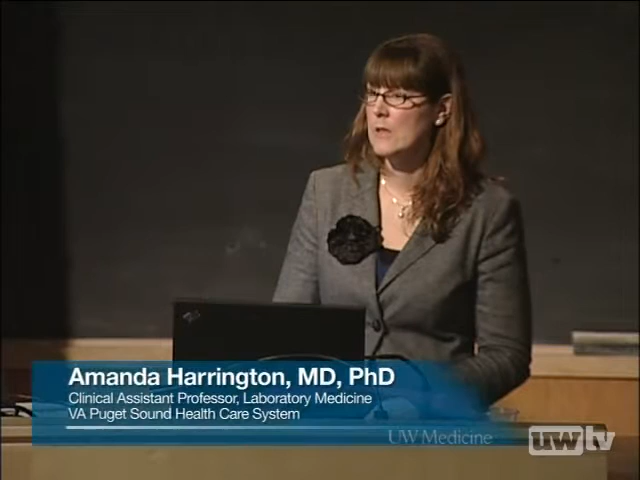 Amanda Harrington, MD, PhD
Clinical Assistant Professor, Laboratory Medicine
VA Puget Sound Health Care System
UW Medicine
uwtv